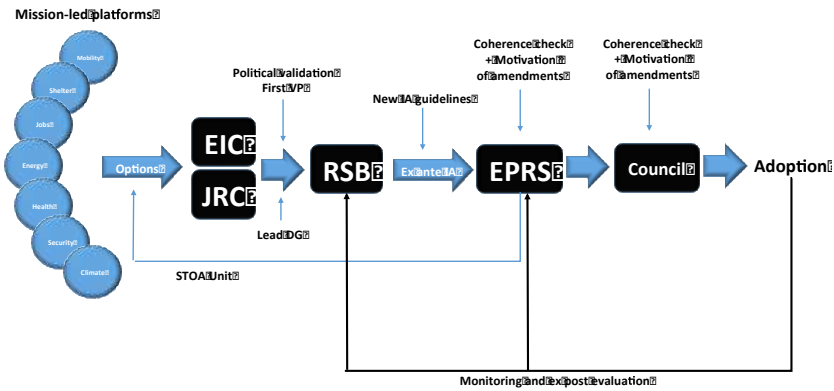 Mission-led platforms
Mobility
Shelter
Jobs
Energy
Health
Security
Climate
Options
EIC
JRC
Political validation
First VP
Lead DG
RSB
New IA guidelines
Ex ante IA
Coherence check
+ Motivation
of amendments
EPRS
Coherence check
+ Motivation
of amendments
Council
Adoption
STOA Unit
Monitoring and ex post evaluation